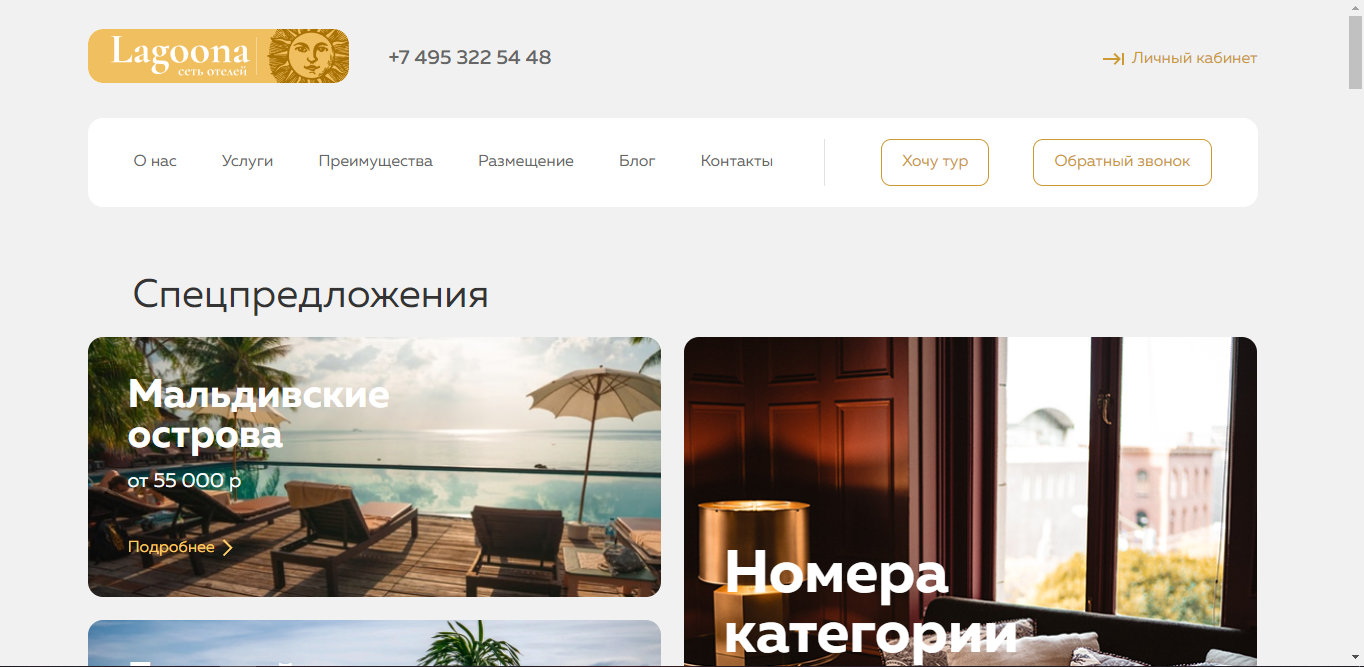 Lagoona
сеть отелей
+7 495 322 54 48
Личный кабинет
О нас
Услуги
Преимущества
Размещение
Блог
Контакты
Хочу тур
Обратный звонок
Спецпредложения
Мальдивские
острова
от 55 000 р
Подробнее
Номера
категории